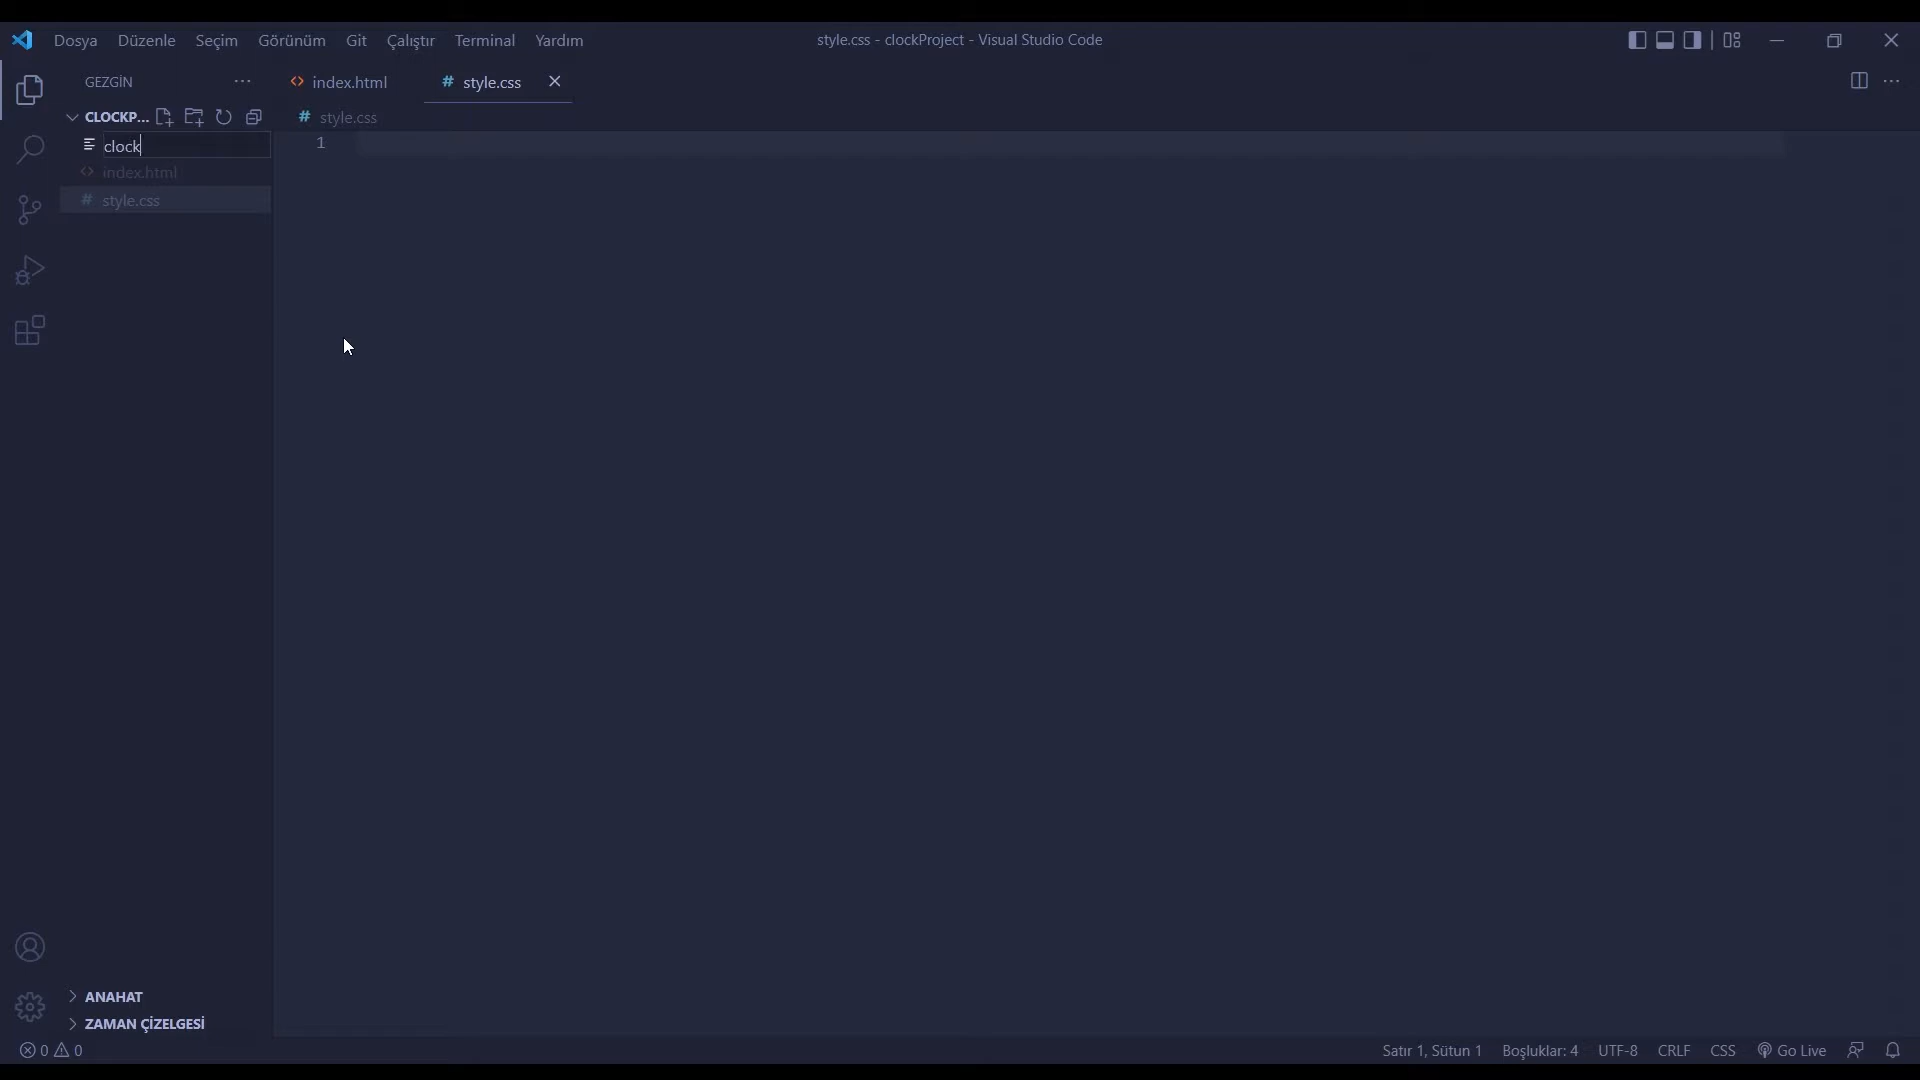 Dosya Düzenle Seçim Görünüm Git Çalıştır Terminal Yardım
style.css - clockProject - Visual Studio Code
GEZGİN
index.html
style.css
CLOCKP...
style.css
clock
1
index.html
style.css
ANAHAT
ZAMAN ÇİZELGESİ
0 0
Satır 1, Sütun 1 Boşluklar: 4 UTF-8 CRLF CSS Go Live